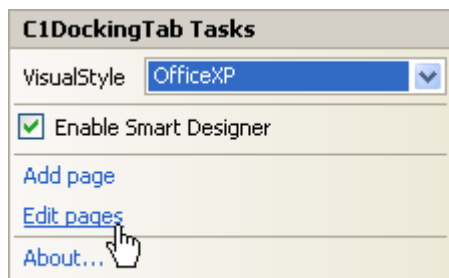 C1DockingTab Tasks
VisualStyle OfficeXP
Enable Smart Designer
Add page
Edit pages
About...